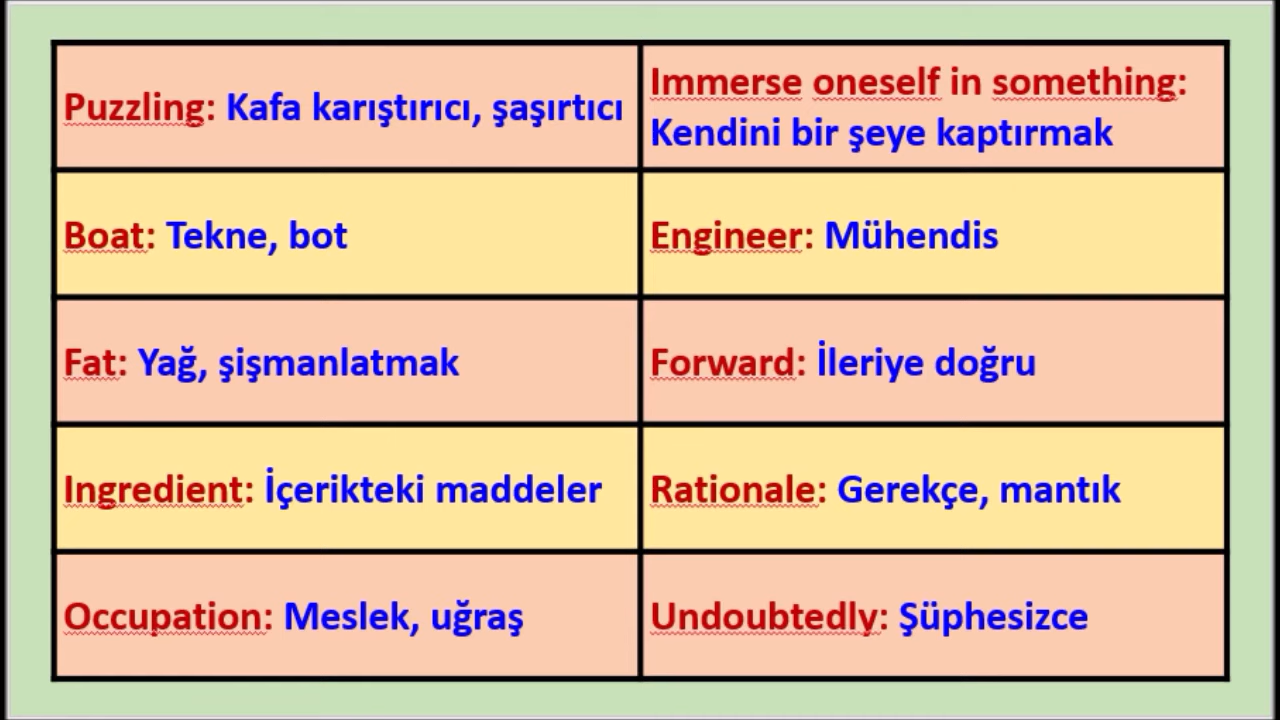 Puzzling: Kafa karıştırıcı, şaşırtıcı
Immerse oneself in something:
Kendini bir şeye kaptırmak
Boat: Tekne, bot
Engineer: Mühendis
Fat: Yağ, şişmanlatmak
Forward: İleriye doğru
Ingredient: İçerikteki maddeler
Rationale: Gerekçe, mantık
Occupation: Meslek, uğraş
Undoubtedly: Şüphesizce